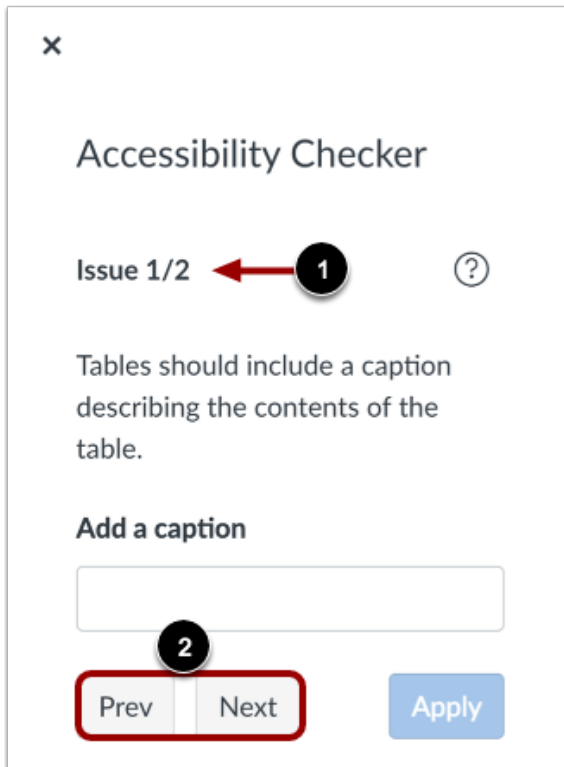 ×
Accessibility Checker
Issue 1/2
1
?
Tables should include a caption
describing the contents of the
table.
Add a caption
2
Prev Next Apply